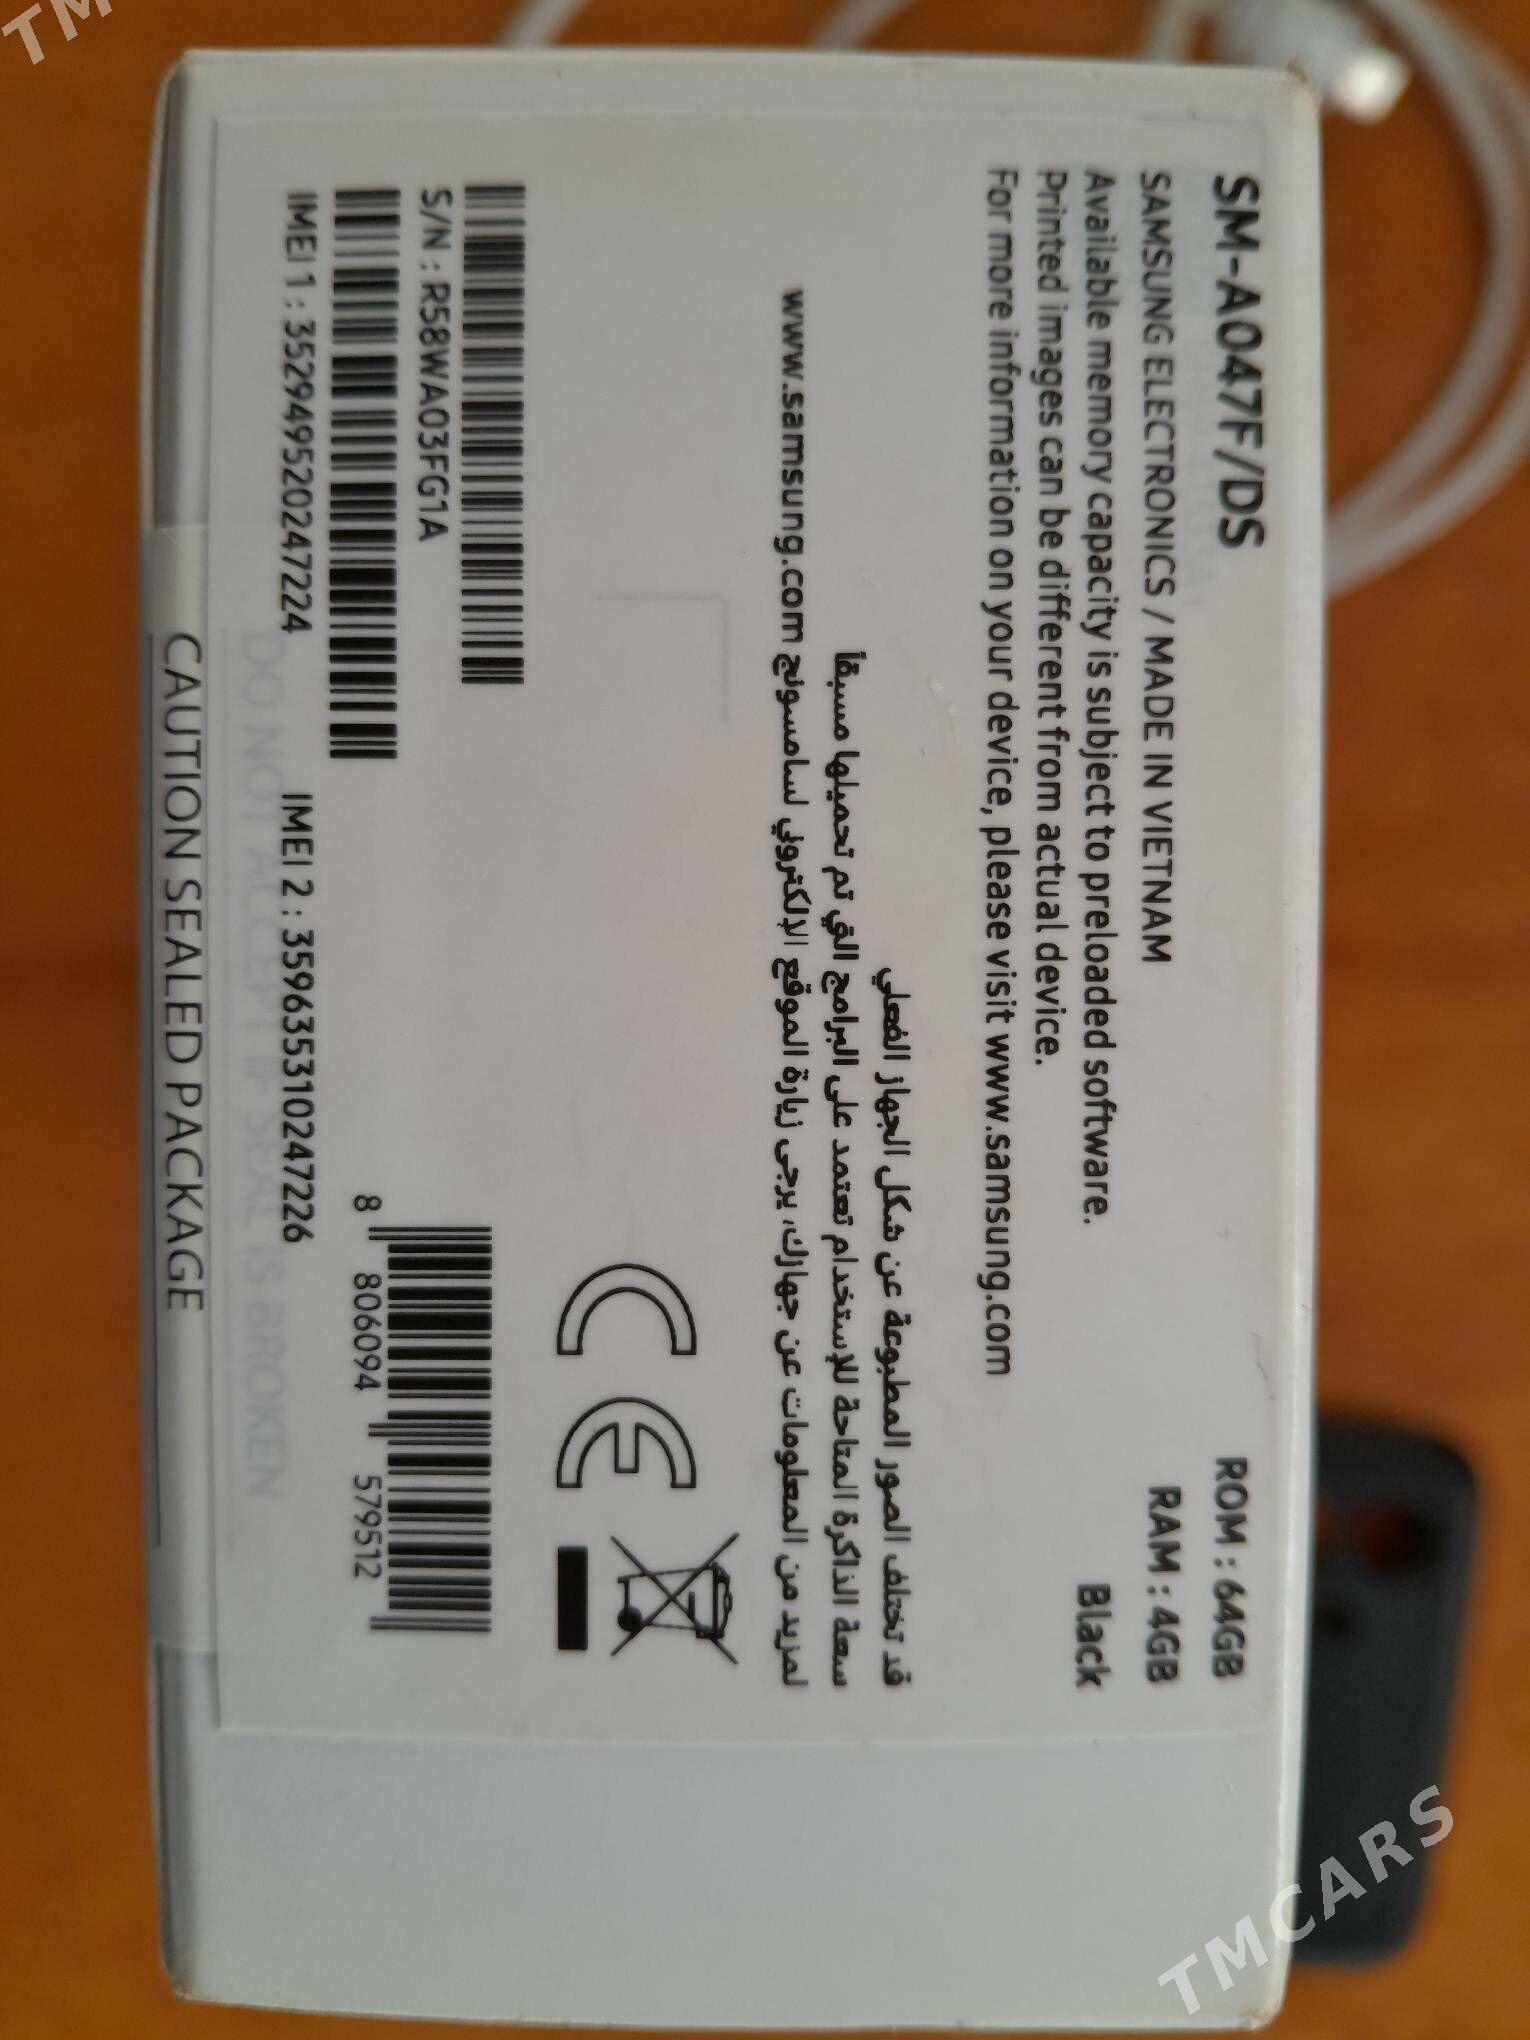 SM-A047F/DS
ROM : 64GB
SAMSUNG ELECTRONICS / MADE IN VIETNAM
RAM : 4GB
Available memory capacity is subject to preloaded software.
Black
Printed images can be different from actual device.
For more information on your device, please visit www.samsung.com
قد تختلف الصور المطبوعة عن شكل الجهاز الفعلي
سعة الذاكرة المتاحة للإستخدام تعتمد على البرامج التي تم تحميلها مسبقاً
لمزيد من المعلومات عن جهازك، يرجى زيارة الموقع الإلكتروني لسامسونج www.samsung.com
CE
S/N : R58WA03FG1A
8 806094 579512
IMEI 1 : 352949520247224
IMEI 2 : 359635310247226
DO NOT ACCEPT IF SEAL IS BROKEN
CAUTION SEALED PACKAGE
TM
TMCARS